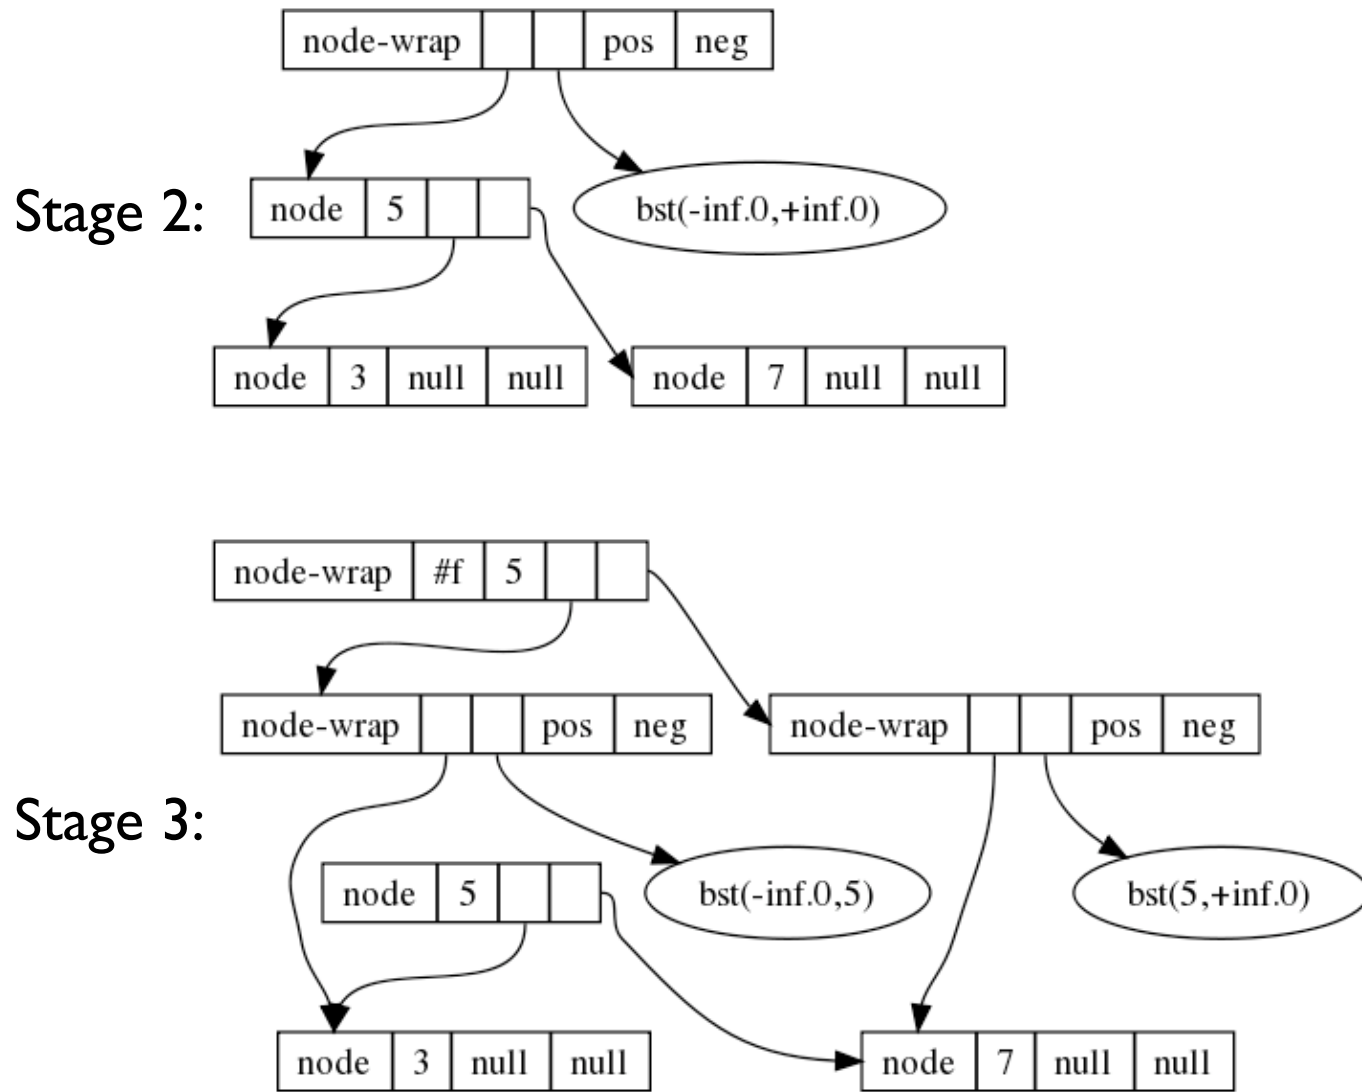 node-wrap pos neg
Stage 2:
node 5
bst(-inf.0,+inf.0)
node 3 null null
node 7 null null
node-wrap #f 5
node-wrap pos neg
node-wrap pos neg
Stage 3:
node 5
bst(-inf.0,5)
bst(5,+inf.0)
node 3 null null
node 7 null null